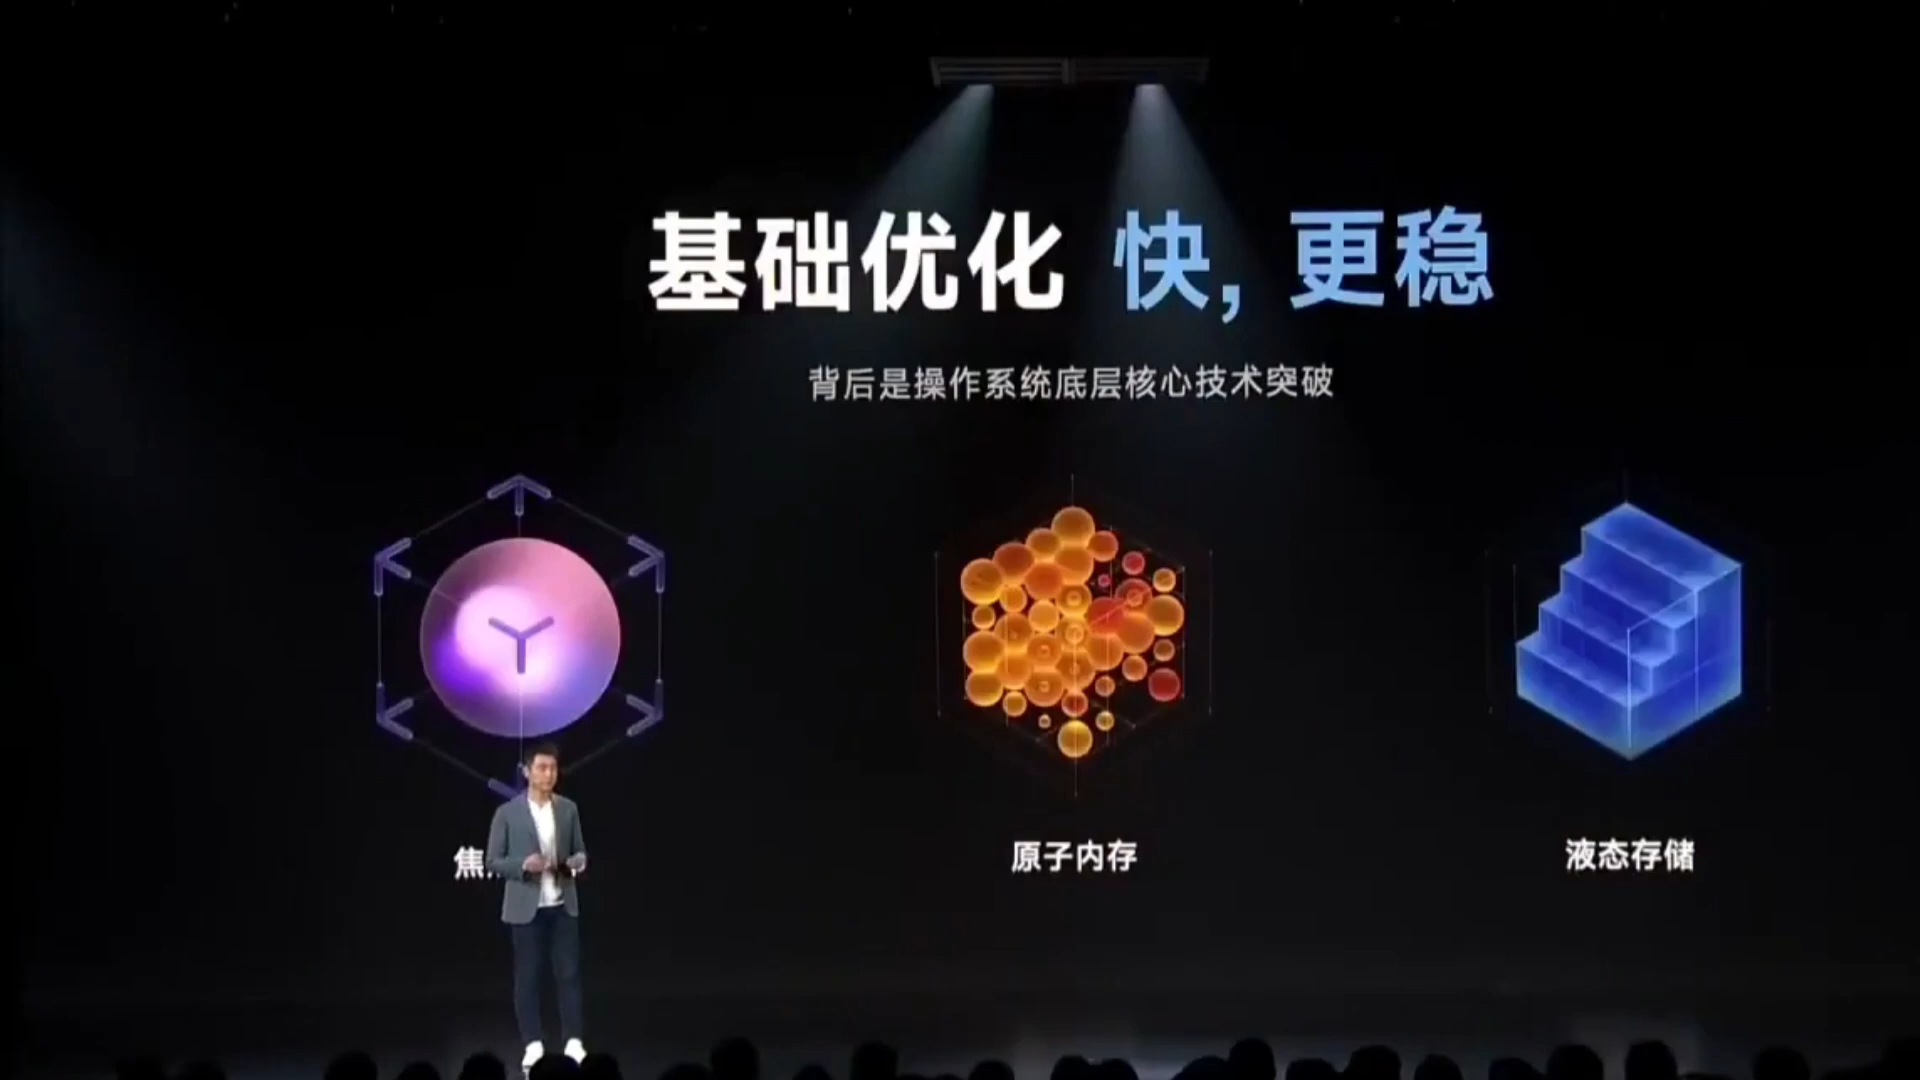 基础优化 快，更稳
背后是操作系统底层核心技术突破
焦
原子内存
液态存储